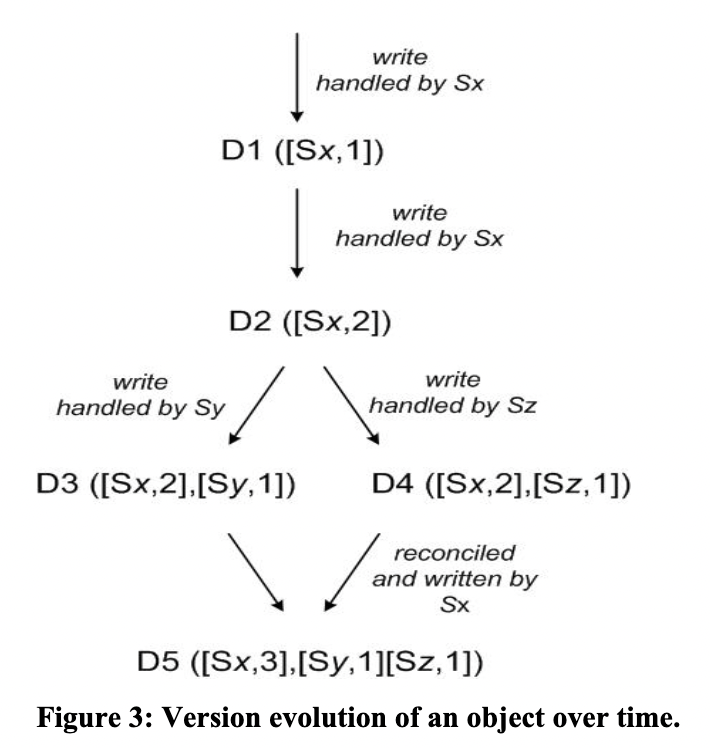 write
handled by Sx
D1 ([Sx,1])
write
handled by Sx
D2 ([Sx,2])
write
handled by Sy
write
handled by Sz
D3 ([Sx,2],[Sy,1])
D4 ([Sx,2],[Sz,1])
reconciled
and written by
Sx
D5 ([Sx,3],[Sy,1][Sz,1])
Figure 3: Version evolution of an object over time.